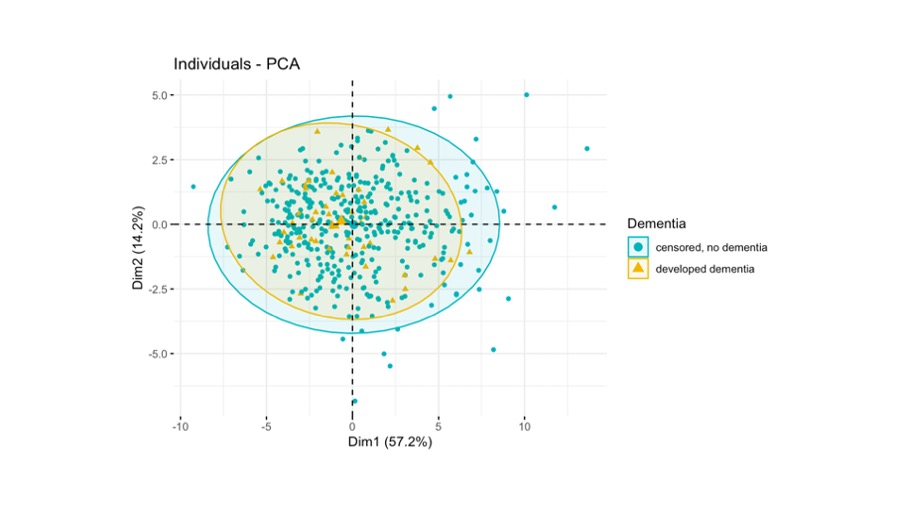 Individuals - PCA
5.0
2.5
0.0
-2.5
-5.0
Dim2 (14.2%)
-10
-5
0
5
10
Dim1 (57.2%)
Dementia
censored, no dementia
developed dementia